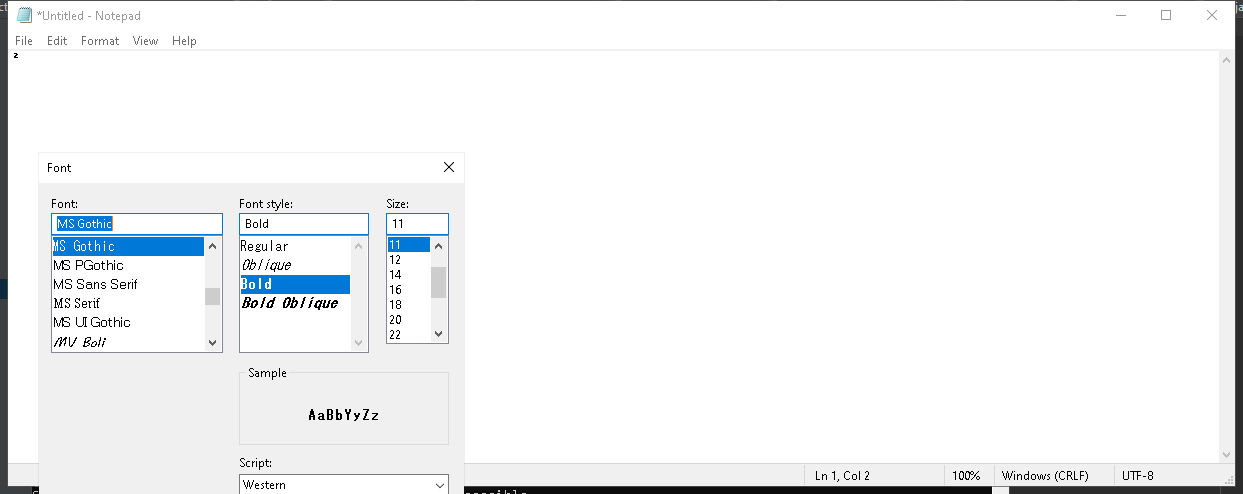 *Untitled - Notepad
File Edit Format View Help
²
Font
Font: Font style: Size:
MS Gothic Bold 11
MS Gothic Regular 11
MS PGothic Oblique 12
MS Sans Serif Bold 14
MS Serif Bold Oblique 16
MS UI Gothic 18
MV Boli 20
22
Sample
AaBbYyZz
Script:
Western
Ln 1, Col 2 100% Windows (CRLF) UTF-8